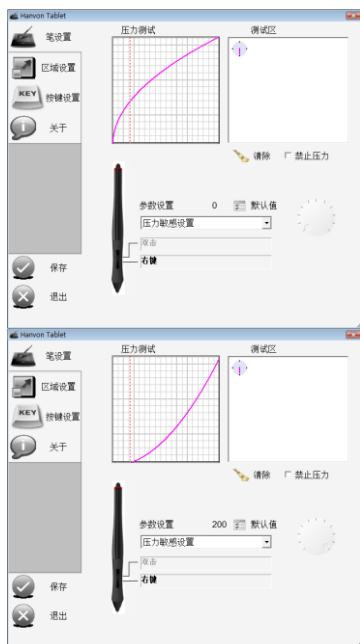 Hanvon Tablet
笔设置
压力测试
测试区
区域设置
KEY
按键设置
关于
清除
禁止压力
参数设置 0 默认值
压力敏感设置
双击
右键
保存
退出
Hanvon Tablet
笔设置
压力测试
测试区
区域设置
KEY
按键设置
关于
清除
禁止压力
参数设置 200 默认值
压力敏感设置
双击
右键
保存
退出